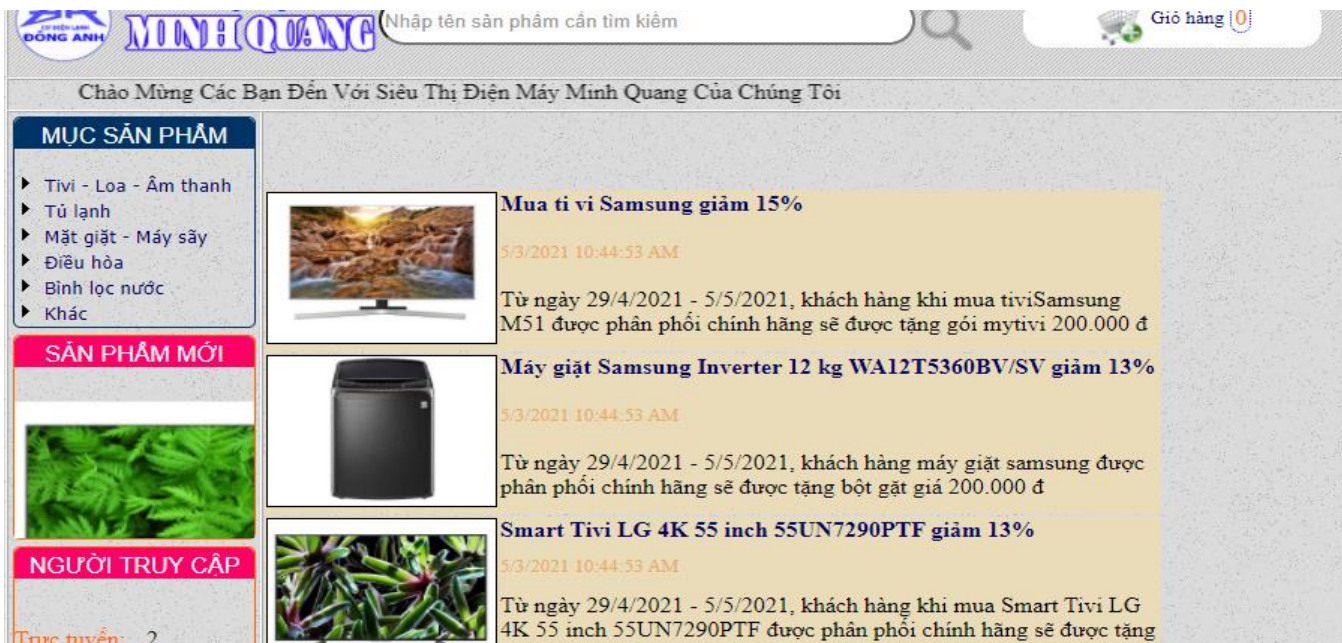 CƠ ĐIỆN LẠNH
ĐÔNG ANH
MINH QUANG
Nhập tên sản phẩm cần tìm kiếm
Giỏ hàng 0
Chào Mừng Các Bạn Đến Với Siêu Thị Điện Máy Minh Quang Của Chúng Tôi
MỤC SẢN PHẨM
Tivi - Loa - Âm thanh
Tủ lạnh
Mặt giặt - Máy sãy
Điều hòa
Bình lọc nước
Khác
SẢN PHẨM MỚI
NGƯỜI TRUY CẬP
Trực tuyến: 2
Mua ti vi Samsung giảm 15%
5/3/2021 10:44:53 AM
Từ ngày 29/4/2021 - 5/5/2021, khách hàng khi mua tiviSamsung
M51 được phân phối chính hãng sẽ được tặng gói mytivi 200.000 đ
Máy giặt Samsung Inverter 12 kg WA12T5360BV/SV giảm 13%
5/3/2021 10:44:53 AM
Từ ngày 29/4/2021 - 5/5/2021, khách hàng máy giặt samsung được
phân phối chính hãng sẽ được tặng bột gặt giá 200.000 đ
Smart Tivi LG 4K 55 inch 55UN7290PTF giảm 13%
5/3/2021 10:44:53 AM
Từ ngày 29/4/2021 - 5/5/2021, khách hàng khi mua Smart Tivi LG
4K 55 inch 55UN7290PTF được phân phối chính hãng sẽ được tặng